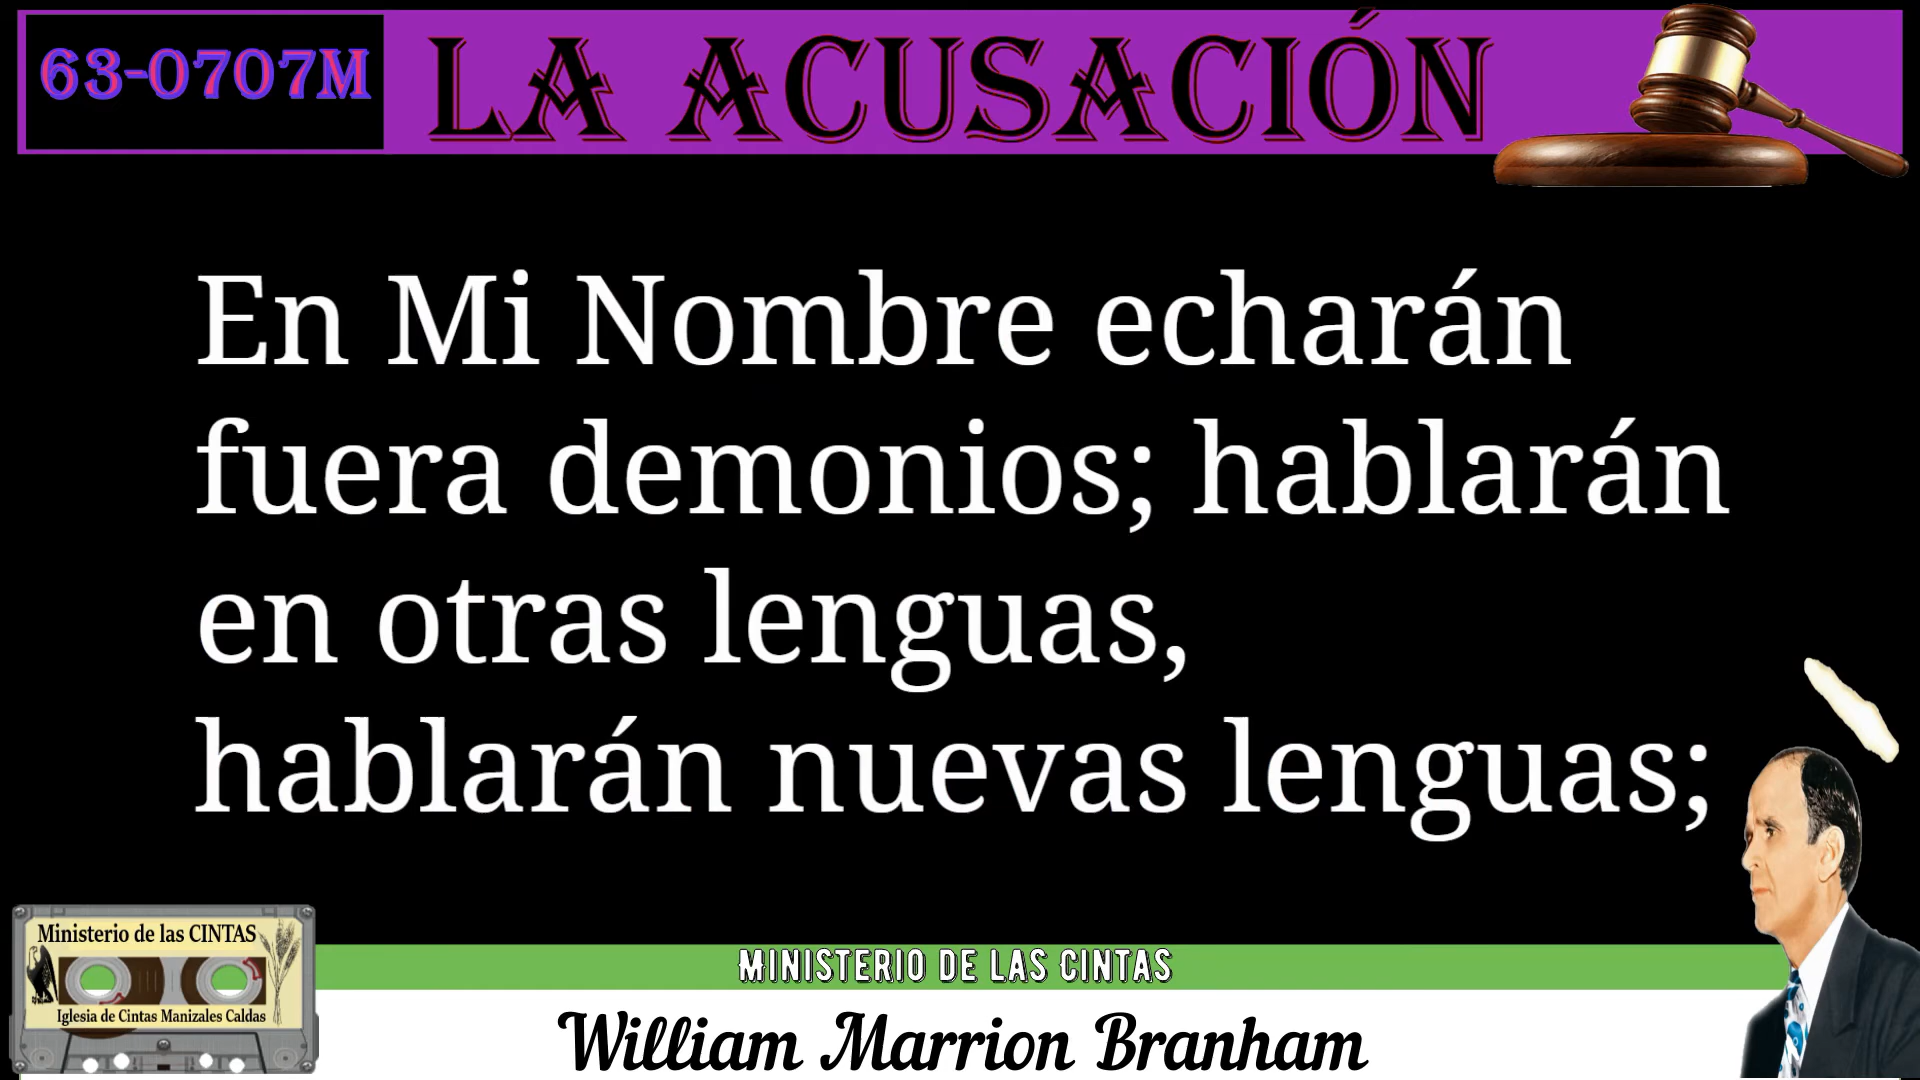 63-0707M
LA ACUSACIÓN
En Mi Nombre echarán
fuera demonios; hablarán
en otras lenguas,
hablarán nuevas lenguas;
Ministerio de las CINTAS
Iglesia de Cintas Manizales Caldas
MINISTERIO DE LAS CINTAS
William Marrion Branham